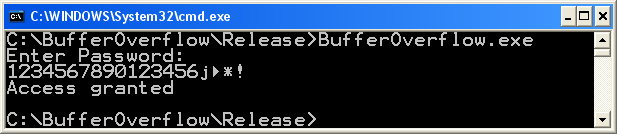 C:\WINDOWS\System32\cmd.exe
C:\BufferOverflow\Release>BufferOverflow.exe
Enter Password:
1234567890123456j►*!
Access granted
C:\BufferOverflow\Release>